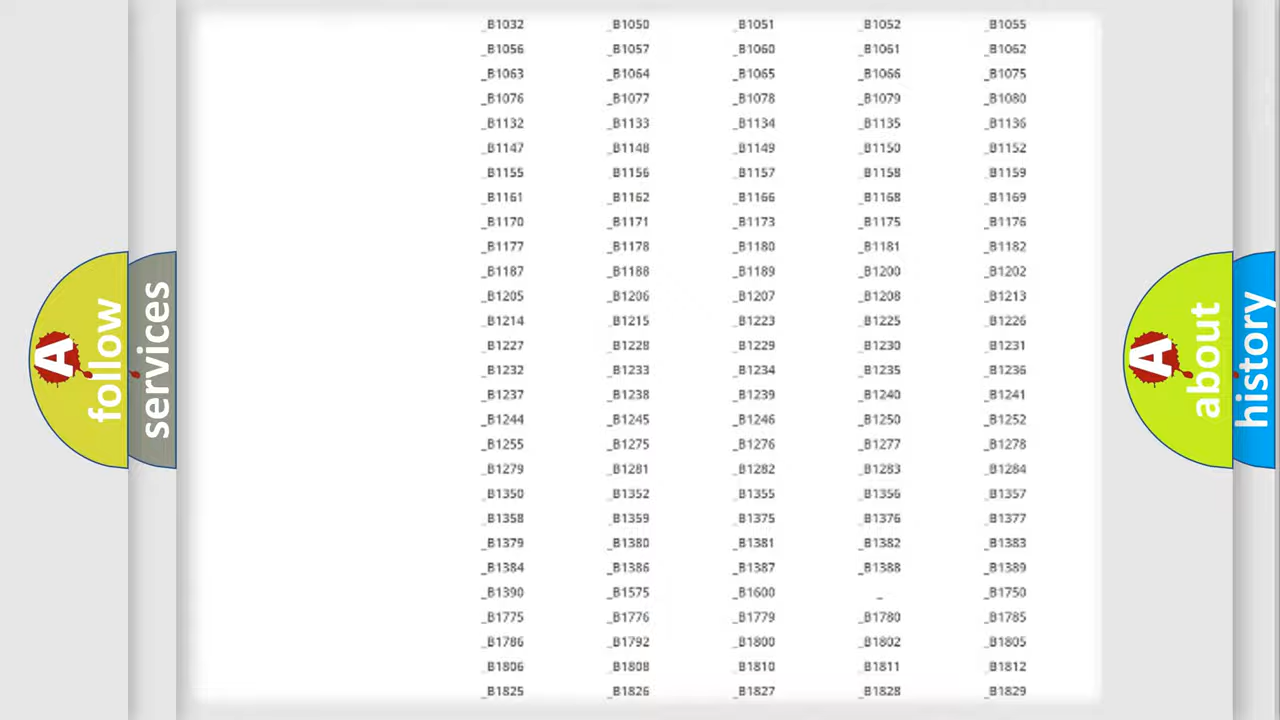 _B1032 _B1050 _B1051 _B1052 _B1055
_B1056 _B1057 _B1060 _B1061 _B1062
_B1063 _B1064 _B1065 _B1066 _B1075
_B1076 _B1077 _B1078 _B1079 _B1080
_B1132 _B1133 _B1134 _B1135 _B1136
_B1147 _B1148 _B1149 _B1150 _B1152
_B1155 _B1156 _B1157 _B1158 _B1159
_B1161 _B1162 _B1166 _B1168 _B1169
_B1170 _B1171 _B1173 _B1175 _B1176
_B1177 _B1178 _B1180 _B1181 _B1182
_B1187 _B1188 _B1189 _B1200 _B1202
_B1205 _B1206 _B1207 _B1208 _B1213
_B1214 _B1215 _B1223 _B1225 _B1226
_B1227 _B1228 _B1229 _B1230 _B1231
_B1232 _B1233 _B1234 _B1235 _B1236
_B1237 _B1238 _B1239 _B1240 _B1241
_B1244 _B1245 _B1246 _B1250 _B1252
_B1255 _B1275 _B1276 _B1277 _B1278
_B1279 _B1281 _B1282 _B1283 _B1284
_B1350 _B1352 _B1355 _B1356 _B1357
_B1358 _B1359 _B1375 _B1376 _B1377
_B1379 _B1380 _B1381 _B1382 _B1383
_B1384 _B1386 _B1387 _B1388 _B1389
_B1390 _B1575 _B1600 _ _B1750
_B1775 _B1776 _B1779 _B1780 _B1785
_B1786 _B1792 _B1800 _B1802 _B1805
_B1806 _B1808 _B1810 _B1811 _B1812
_B1825 _B1826 _B1827 _B1828 _B1829
A
follow
services
A
about
history